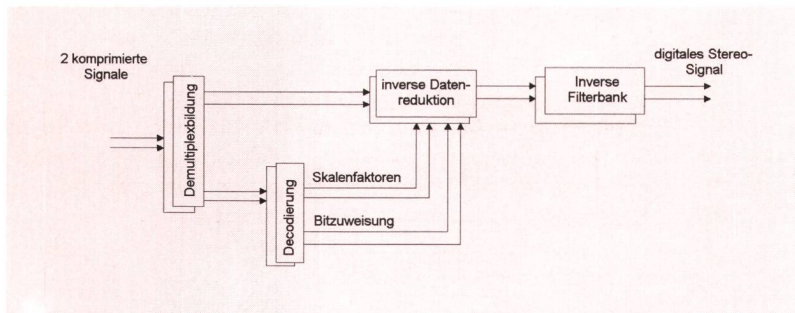 2 komprimierte
Signale
Demultiplexbildung
inverse Daten-
reduktion
Inverse
Filterbank
digitales Stereo-
Signal
Decodierung
Skalenfaktoren
Bitzuweisung